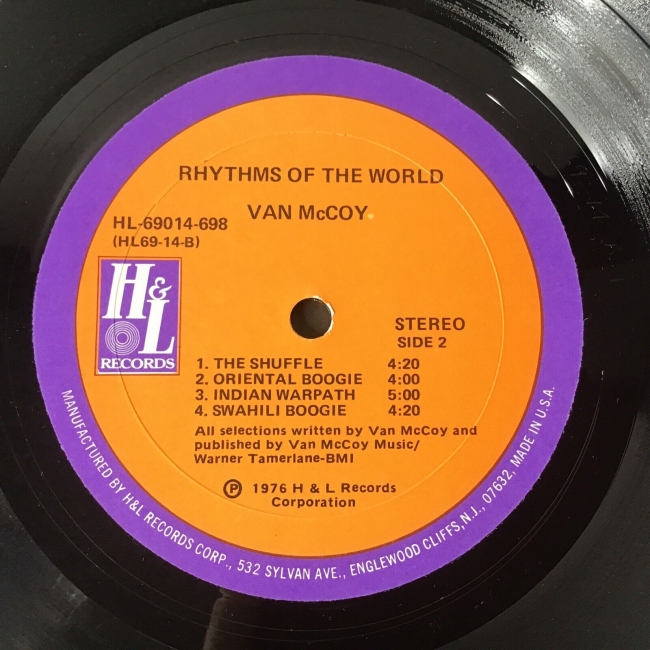 RHYTHMS OF THE WORLD
VAN McCOY
HL-69014-698
(HL69-14-B)
H&L
RECORDS
STEREO
SIDE 2
1. THE SHUFFLE 4:20
2. ORIENTAL BOOGIE 4:00
3. INDIAN WARPATH 5:00
4. SWAHILI BOOGIE 4:20
All selections written by Van McCoy and
published by Van McCoy Music/
Warner Tamerlane-BMI
Ⓟ 1976 H & L Records
Corporation
MANUFACTURED BY H&L RECORDS CORP., 532 SYLVAN AVE., ENGLEWOOD CLIFFS, N.J., 07632, MADE IN U.S.A.